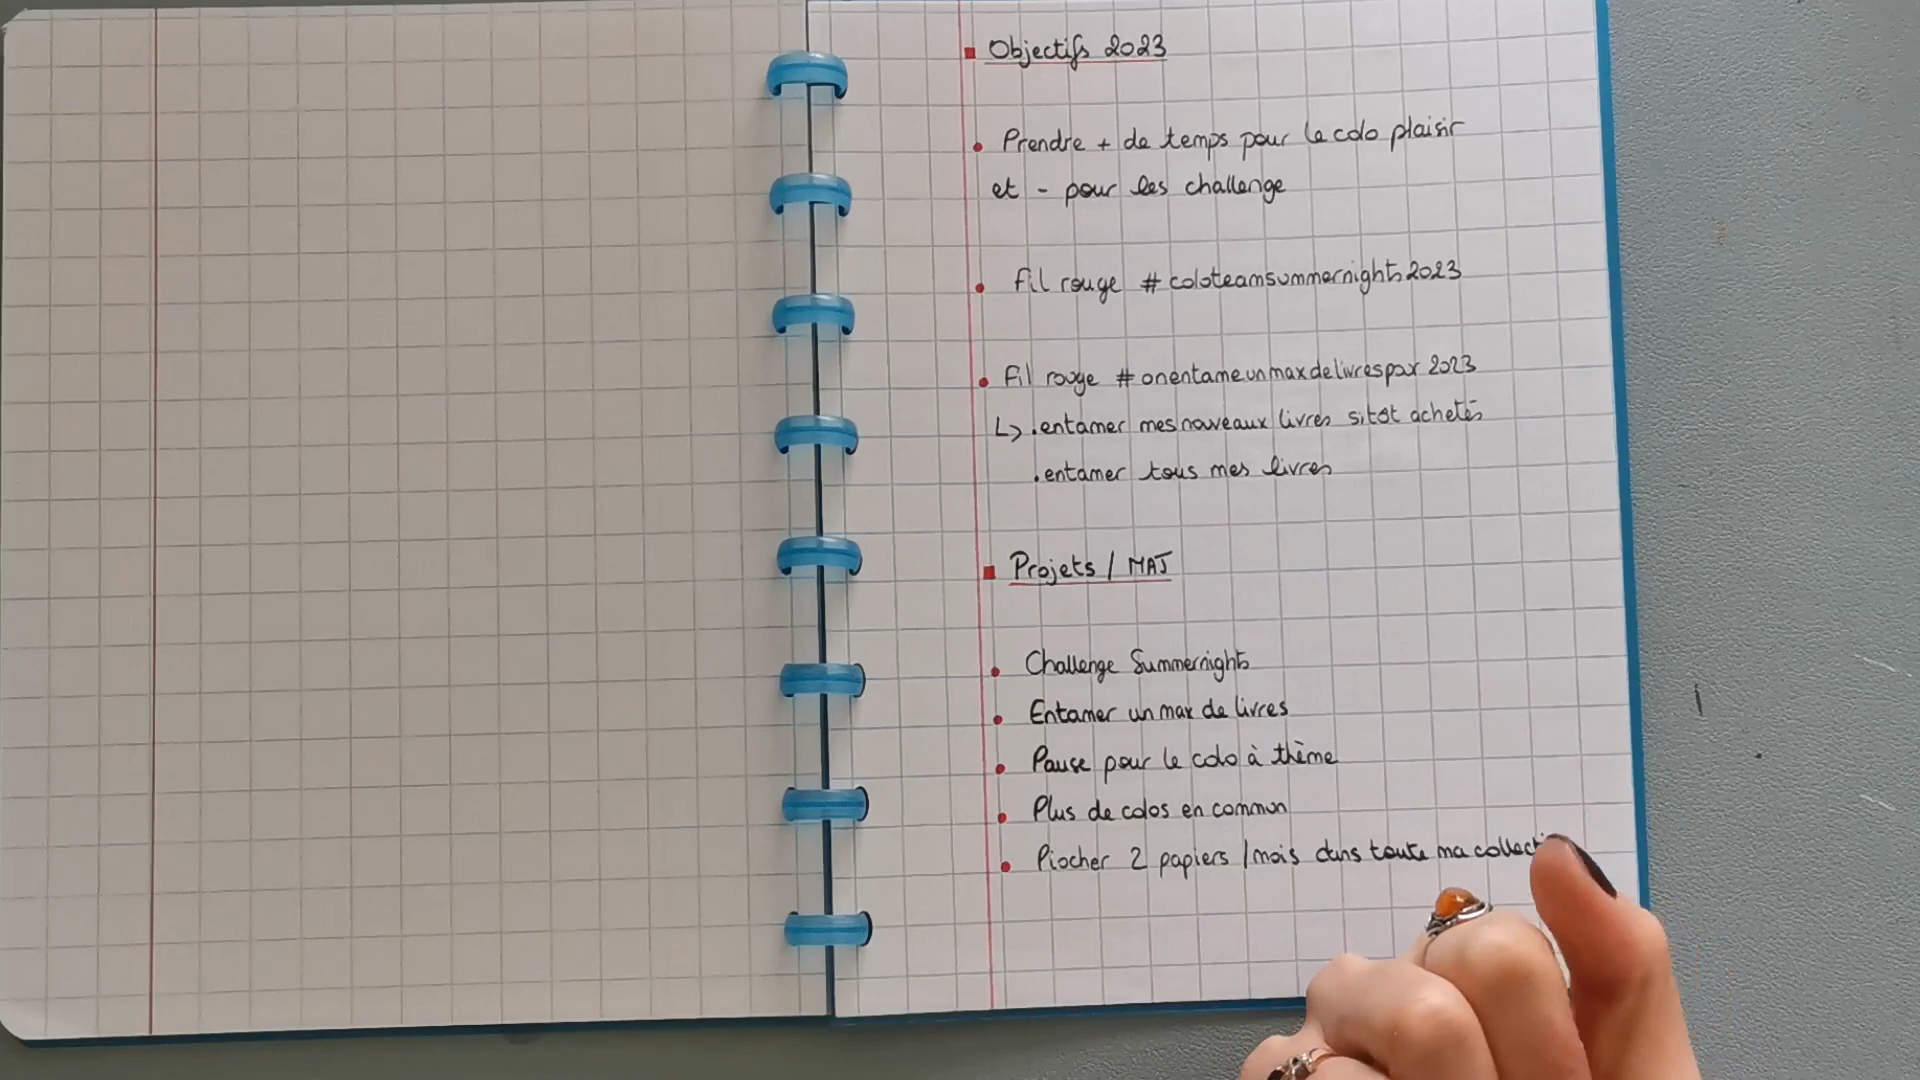 Objectifs 2023
Prendre + de temps pour le colo plaisir
et - pour les challenge
Fil rouge #coloteamsummernights2023
Fil rouge #onentameunmaxdelivrespar2023
↳ .entamer mes nouveaux livres sitôt achetés
.entamer tous mes livres
Projets / MAJ
Challenge Summernights
Entamer un max de livres
Pause pour le colo à thème
Plus de colos en commun
Piocher 2 papiers /mois dans toute ma